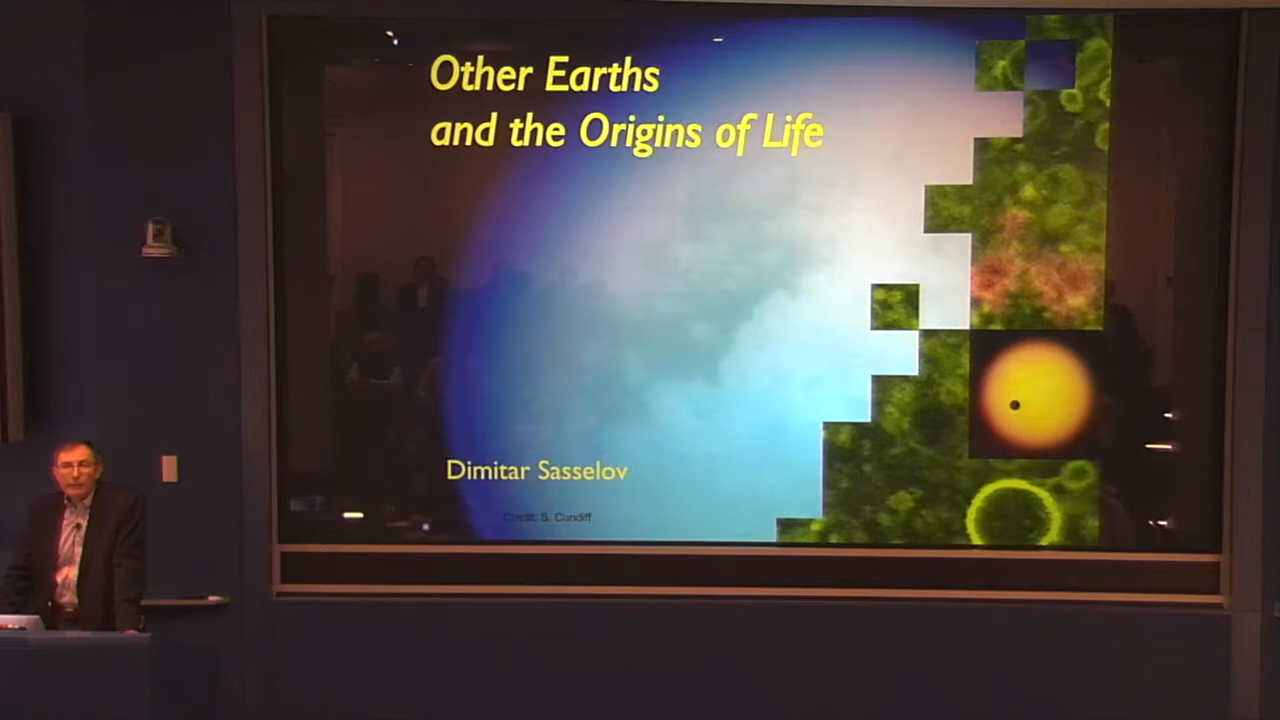 Other Earths
and the Origins of Life
Dimitar Sasselov
Credit: S. Cundiff